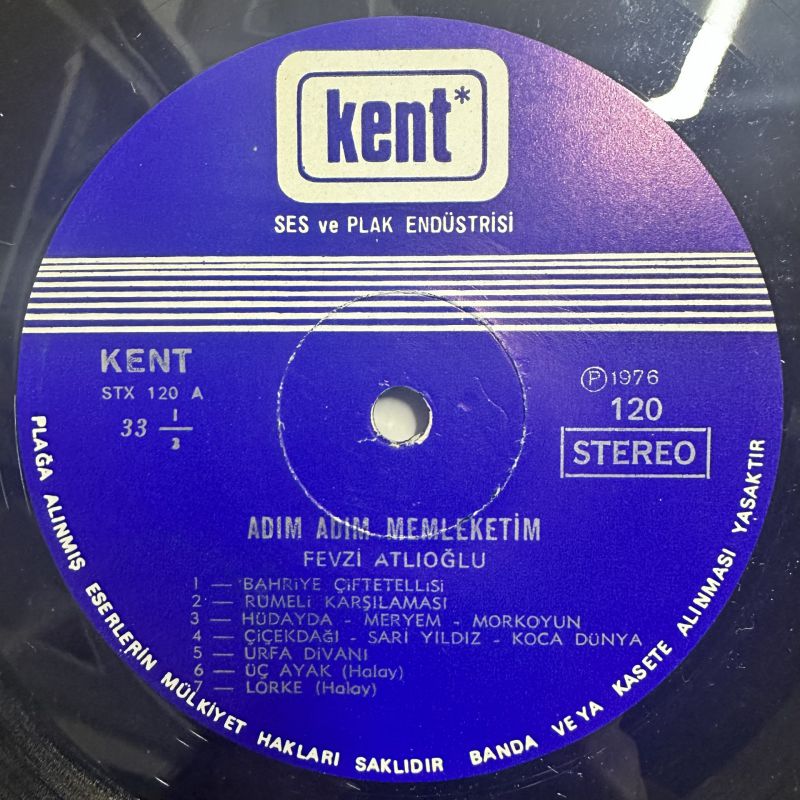 kent*
SES ve PLAK ENDÜSTRİSİ
KENT
STX 120 A
33 1/3
Ⓟ 1976
120
STEREO
ADIM ADIM MEMLEKETİM
FEVZİ ATLIOĞLU
1 — BAHRİYE ÇİFTETELLİSİ
2 — RUMELİ KARŞILAMASI
3 — HÜDAYDA - MERYEM - MORKOYUN
4 — ÇİÇEKDAĞI - SARI YILDIZ - KOCA DÜNYA
5 — URFA DİVANI
6 — ÜÇ AYAK (Halay)
7 — LORKE (Halay)
PLAĞA ALINMIŞ ESERLERİN MÜLKİYET HAKLARI SAKLIDIR BANDA VEYA KASETE ALINMASI YASAKTIR